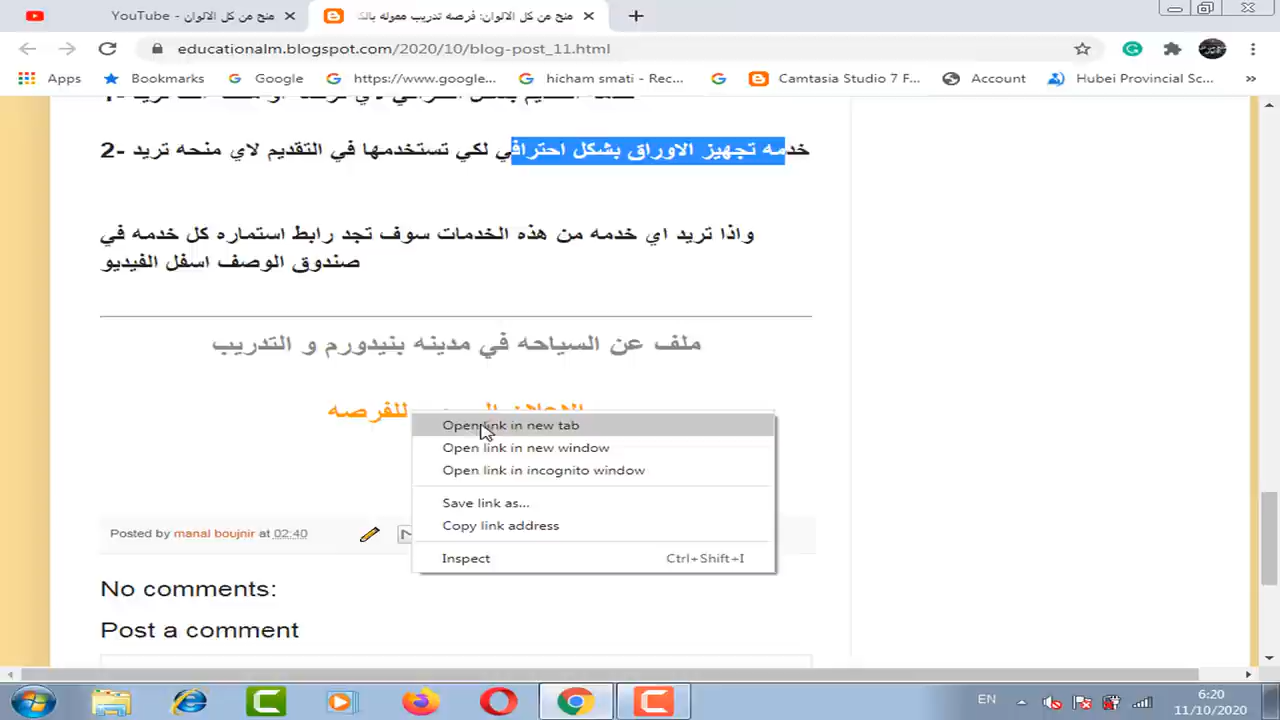 منح من كل الالوان - YouTube
منح من كل الالوان: فرصه تدريب مموله بالكا
educationalm.blogspot.com/2020/10/blog-post_11.html
Apps
Bookmarks
Google
https://www.google...
hicham smati - Rec...
Camtasia Studio 7 F...
Account
Hubei Provincial Sc...
»
2- خدمه تجهيز الاوراق بشكل احترافي لكي تستخدمها في التقديم لاي منحه تريد
واذا تريد اي خدمه من هذه الخدمات سوف تجد رابط استماره كل خدمه في
صندوق الوصف اسفل الفيديو
ملف عن السياحه في مدينه بنيدورم و التدريب
للفرصه
Open link in new tab
Open link in new window
Open link in incognito window
Save link as...
Copy link address
Inspect Ctrl+Shift+I
Posted by manal boujnir at 02:40
No comments:
Post a comment
EN
6:20
11/10/2020